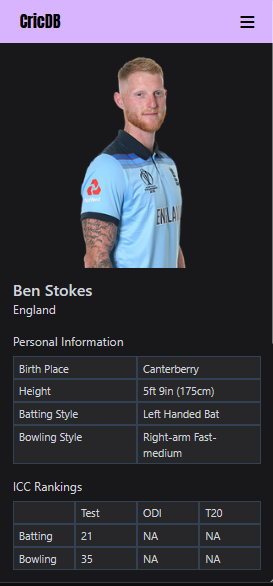 CricDB
ENGLA
Ben Stokes
England
Personal Information
Birth Place Canterberry
Height 5ft 9in (175cm)
Batting Style Left Handed Bat
Bowling Style Right-arm Fast-
medium
ICC Rankings
Test ODI T20
Batting 21 NA NA
Bowling 35 NA NA